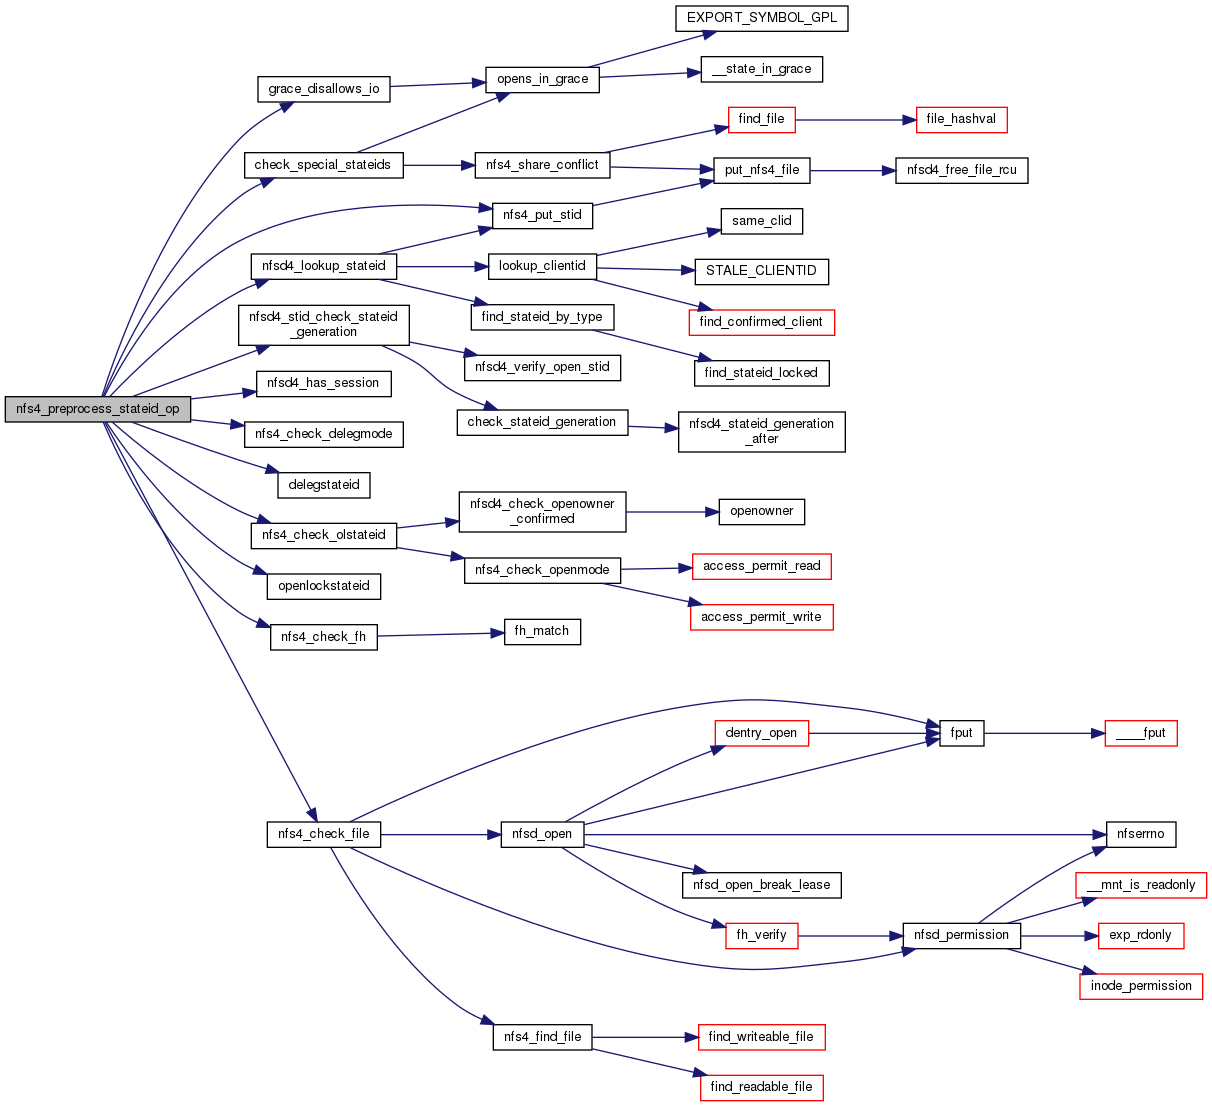 EXPORT_SYMBOL_GPL
__state_in_grace
opens_in_grace
grace_disallows_io
find_file
file_hashval
check_special_stateids
nfs4_share_conflict
put_nfs4_file
nfsd4_free_file_rcu
nfs4_put_stid
same_clid
nfsd4_lookup_stateid
lookup_clientid
STALE_CLIENTID
nfsd4_stid_check_stateid
_generation
find_stateid_by_type
find_confirmed_client
nfsd4_verify_open_stid
find_stateid_locked
nfsd4_has_session
nfs4_preprocess_stateid_op
check_stateid_generation
nfsd4_stateid_generation
_after
nfs4_check_delegmode
delegstateid
nfsd4_check_openowner
_confirmed
openowner
nfs4_check_olstateid
nfs4_check_openmode
access_permit_read
openlockstateid
access_permit_write
nfs4_check_fh
fh_match
dentry_open
fput
____fput
nfs4_check_file
nfsd_open
nfserrno
nfsd_open_break_lease
__mnt_is_readonly
fh_verify
nfsd_permission
exp_rdonly
inode_permission
nfs4_find_file
find_writeable_file
find_readable_file